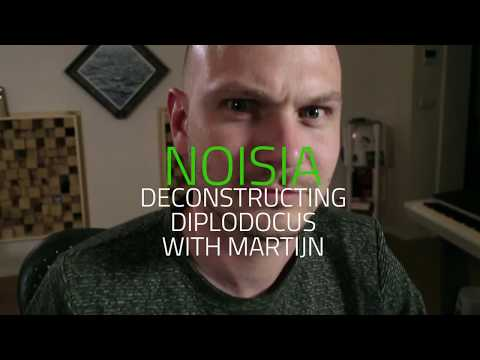 NOISIA
DECONSTRUCTING
DIPLODOCUS
WITH MARTIJN